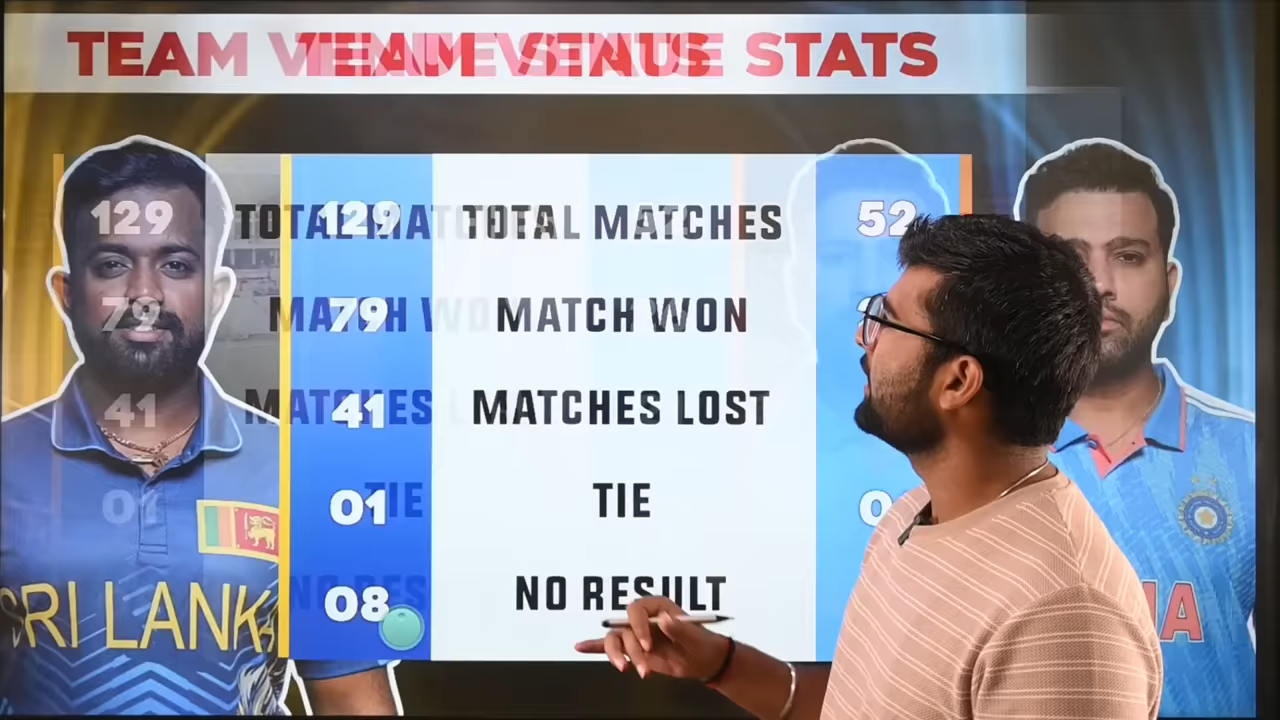 TEAM VENUE STATS
129 TOTAL MATCHES 52
79 MATCH WON
41 MATCHES LOST
01 TIE
08 NO RESULT
SRI LANKA